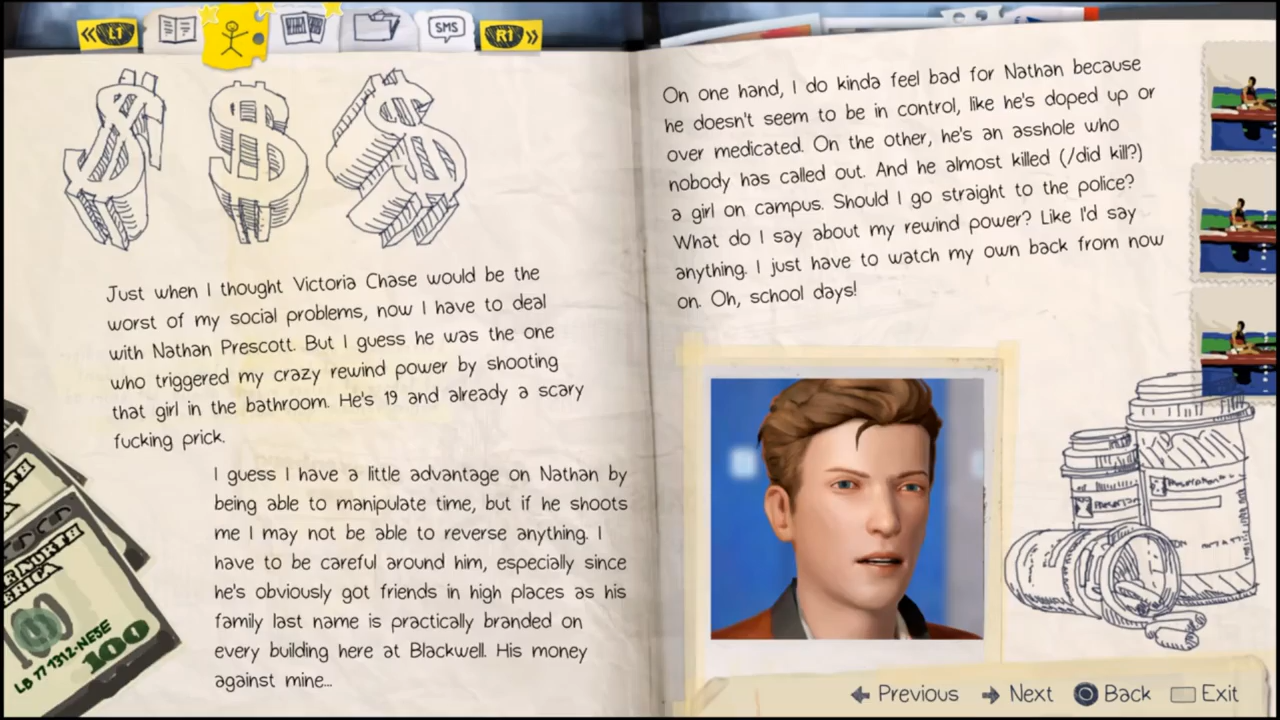 L1
SMS
R1
Just when I thought Victoria Chase would be the
worst of my social problems, now I have to deal
with Nathan Prescott. But I guess he was the one
who triggered my crazy rewind power by shooting
that girl in the bathroom. He's 19 and already a scary
fucking prick.
I guess I have a little advantage on Nathan by
being able to manipulate time, but if he shoots
me I may not be able to reverse anything. I
have to be careful around him, especially since
he's obviously got friends in high places as his
family last name is practically branded on
every building here at Blackwell. His money
against mine...
LB 77 1312-NESE
100
100
On one hand, I do kinda feel bad for Nathan because
he doesn't seem to be in control, like he's doped up or
over medicated. On the other, he's an asshole who
nobody has called out. And he almost killed (/did kill?)
a girl on campus. Should I go straight to the police?
What do I say about my rewind power? Like I'd say
anything. I just have to watch my own back from now
on. Oh, school days!
Previous
Next
Back
Exit